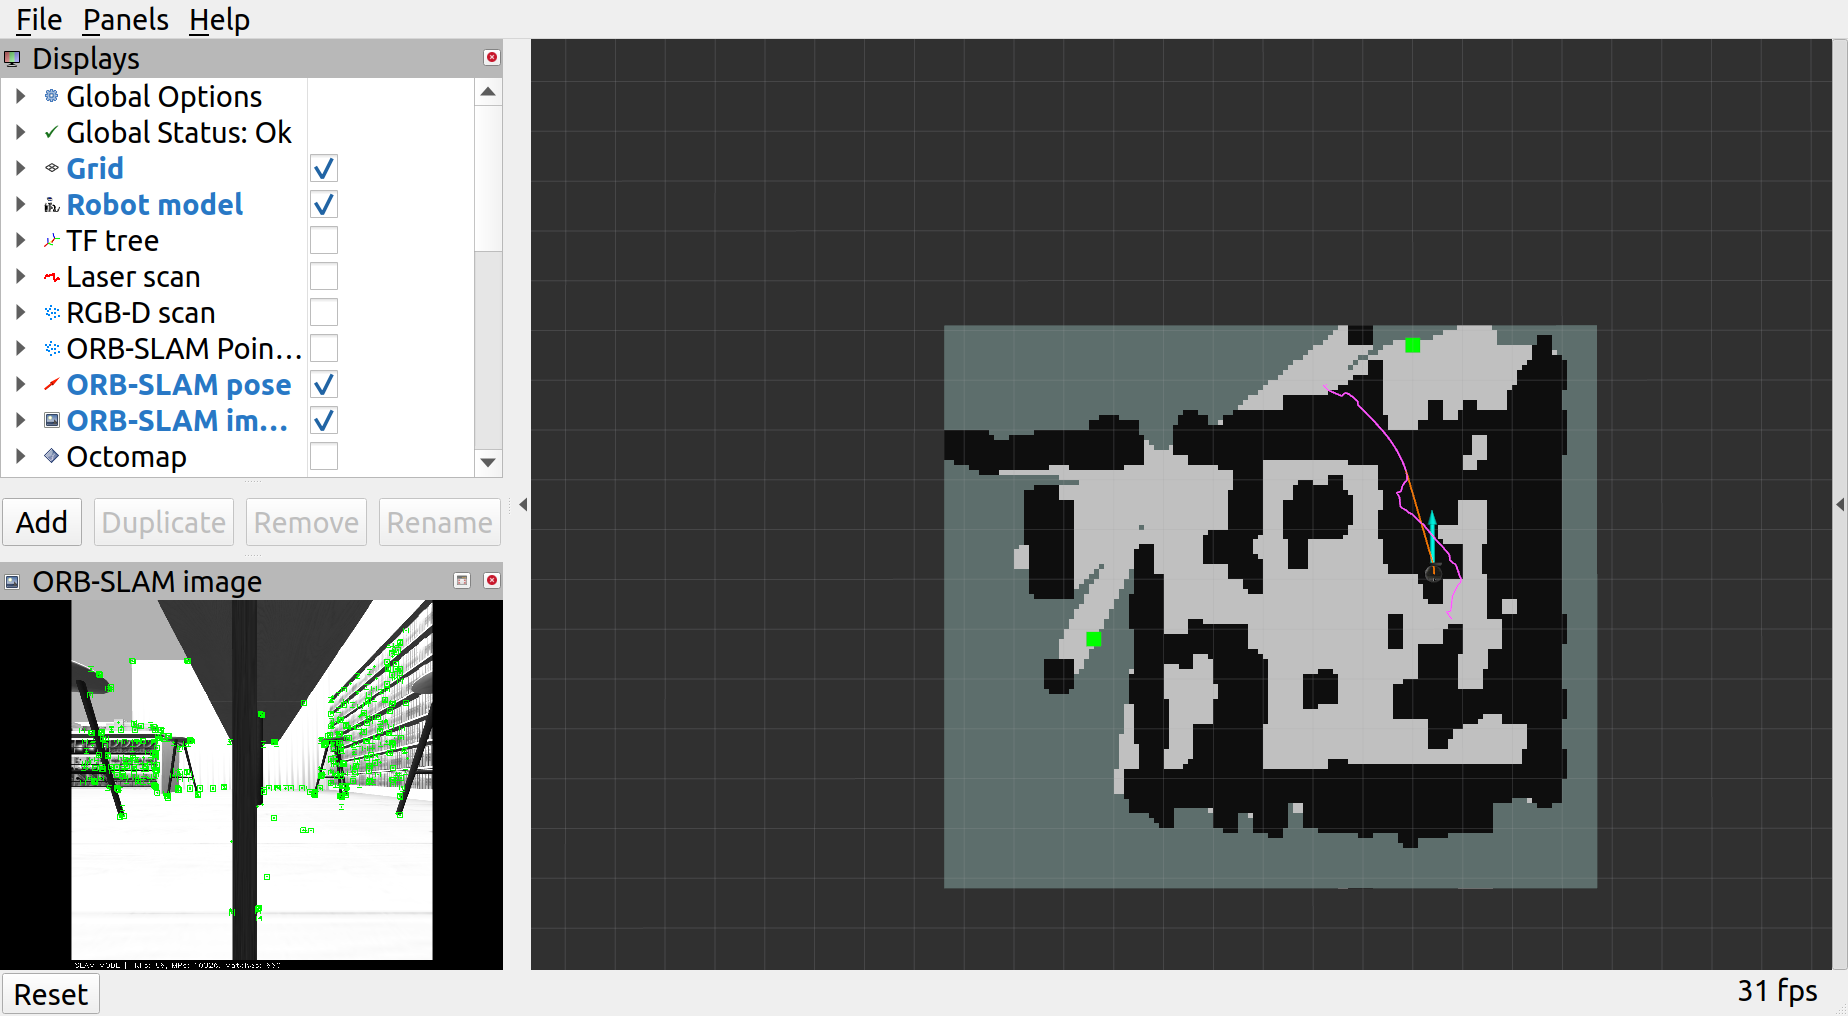 File Panels Help
Displays
Global Options
Global Status: Ok
Grid
Robot model
TF tree
Laser scan
RGB-D scan
ORB-SLAM Poin...
ORB-SLAM pose
ORB-SLAM im...
Octomap
Add Duplicate Remove Rename
ORB-SLAM image
SLAM MODE |
Reset
31 fps